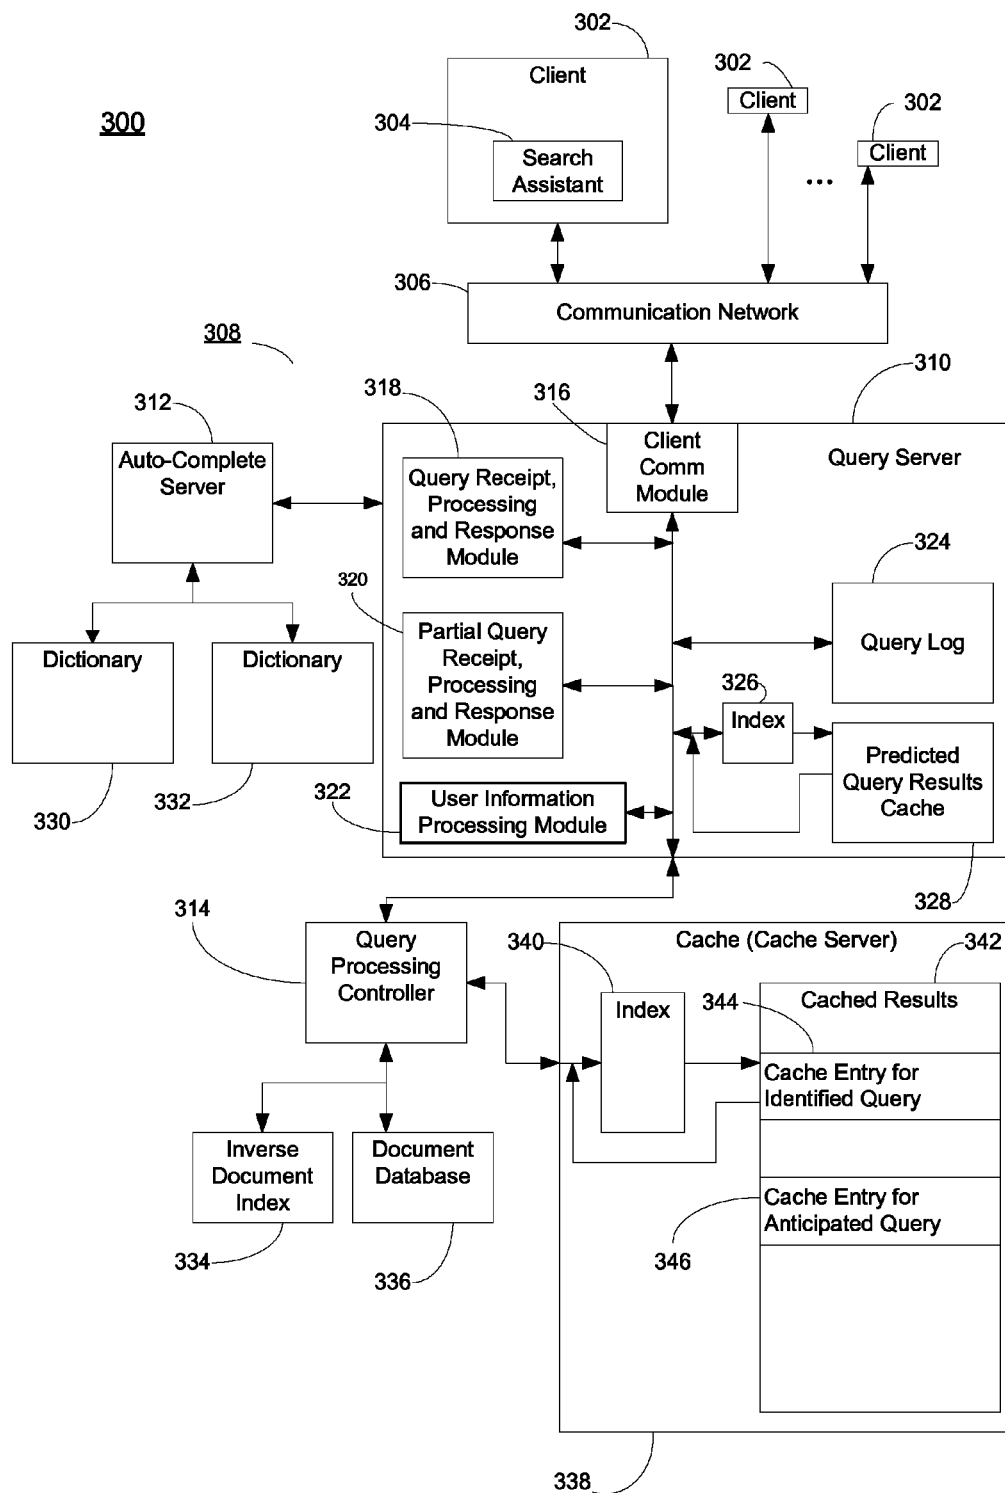 302
Client
302
Client
302
Client
300
304
Search
Assistant
...
306
Communication Network
308
310
312
318
316
Auto-Complete
Server
Query Receipt,
Processing
and Response
Module
Client
Comm
Module
Query Server
324
Query Log
320
Partial Query
Receipt,
Processing
and Response
Module
Dictionary
Dictionary
326
Index
Predicted
Query Results
Cache
330
332
322
User Information
Processing Module
328
314
Query
Processing
Controller
Cache (Cache Server)
340
342
Index
344
Cached Results
Cache Entry for
Identified Query
Inverse
Document
Index
Document
Database
Cache Entry for
Anticipated Query
334
336
346
338